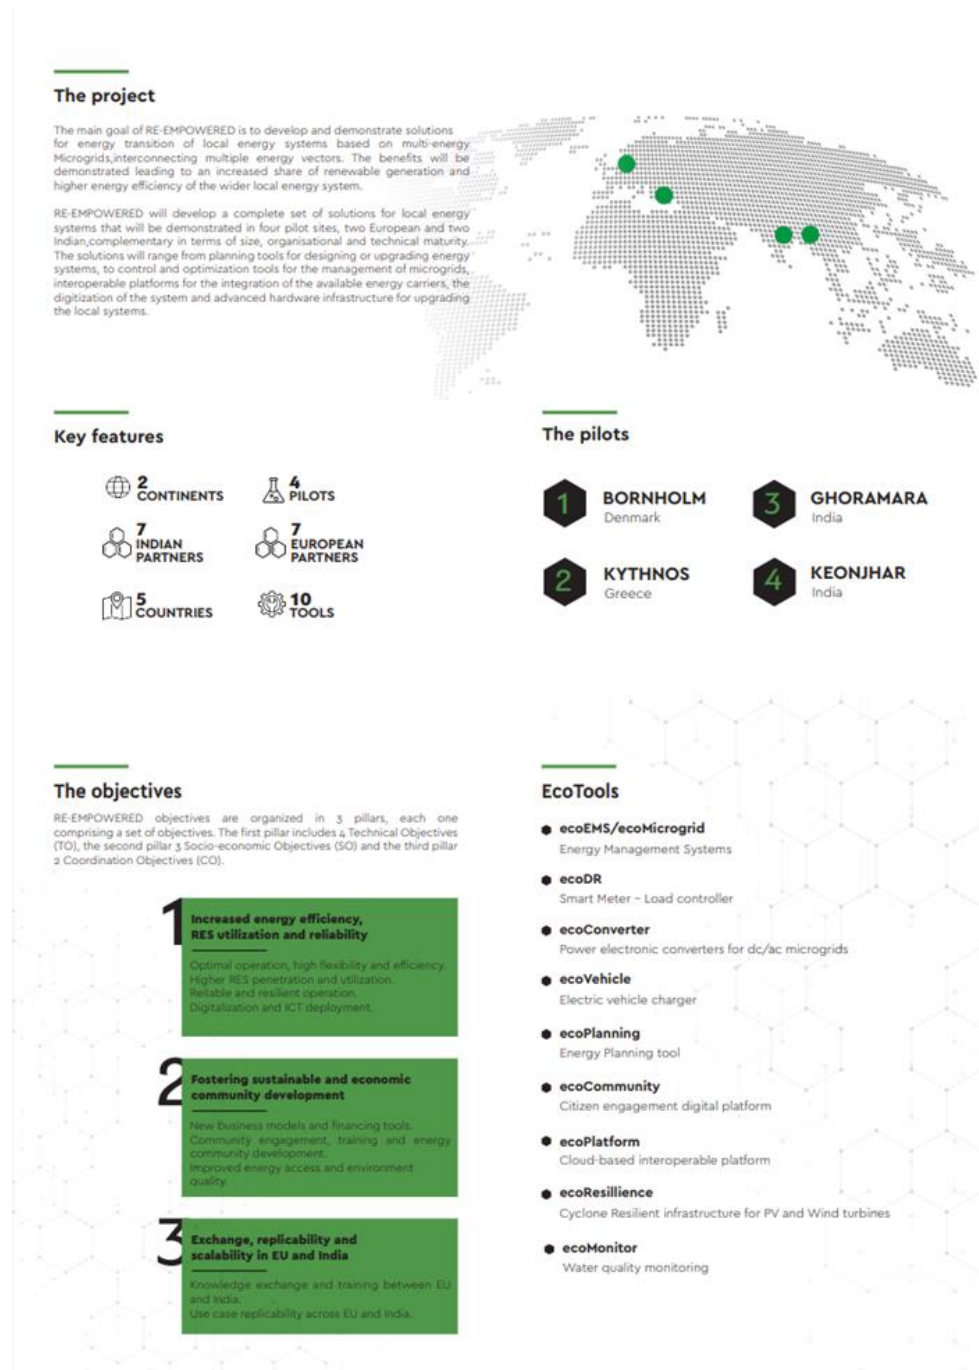 The project
The main goal of RE-EMPOWERED is to develop and demonstrate solutions
for energy transition of local energy systems based on multi-energy
Microgrids,interconnecting multiple energy vectors. The benefits will be
demonstrated leading to an increased share of renewable generation and
higher energy efficiency of the wider local energy system.
RE-EMPOWERED will develop a complete set of solutions for local energy
systems that will be demonstrated in four pilot sites, two European and two
Indian,complementary in terms of size, organisational and technical maturity.
The solutions will range from planning tools for designing or upgrading energy
systems, to control and optimization tools for the management of microgrids,
interoperable platforms for the integration of the available energy carriers, the
digitization of the system and advanced hardware infrastructure for upgrading
the local systems.
Key features
2
CONTINENTS
4
PILOTS
7
INDIAN
PARTNERS
7
EUROPEAN
PARTNERS
5
COUNTRIES
10
TOOLS
The pilots
1
BORNHOLM
Denmark
3
GHORAMARA
India
2
KYTHNOS
Greece
4
KEONJHAR
India
The objectives
RE-EMPOWERED objectives are organized in 3 pillars, each one
comprising a set of objectives. The first pillar includes 4 Technical Objectives
(TO), the second pillar 3 Socio-economic Objectives (SO) and the third pillar
2 Coordination Objectives (CO).
1
Increased energy efficiency,
RES utilization and reliability
Optimal operation, high flexibility and efficiency.
Higher RES penetration and utilization.
Reliable and resilient operation.
Digitalization and ICT deployment.
2
Fostering sustainable and economic
community development
New business models and financing tools.
Community engagement, training and energy
community development.
Improved energy access and environment
quality.
3
Exchange, replicability and
scalability in EU and India
Knowledge exchange and training between EU
and India.
Use case replicability across EU and India.
EcoTools
ecoEMS/ecoMicrogrid
Energy Management Systems
ecoDR
Smart Meter - Load controller
ecoConverter
Power electronic converters for dc/ac microgrids
ecoVehicle
Electric vehicle charger
ecoPlanning
Energy Planning tool
ecoCommunity
Citizen engagement digital platform
ecoPlatform
Cloud-based interoperable platform
ecoResillience
Cyclone Resilient infrastructure for PV and Wind turbines
ecoMonitor
Water quality monitoring